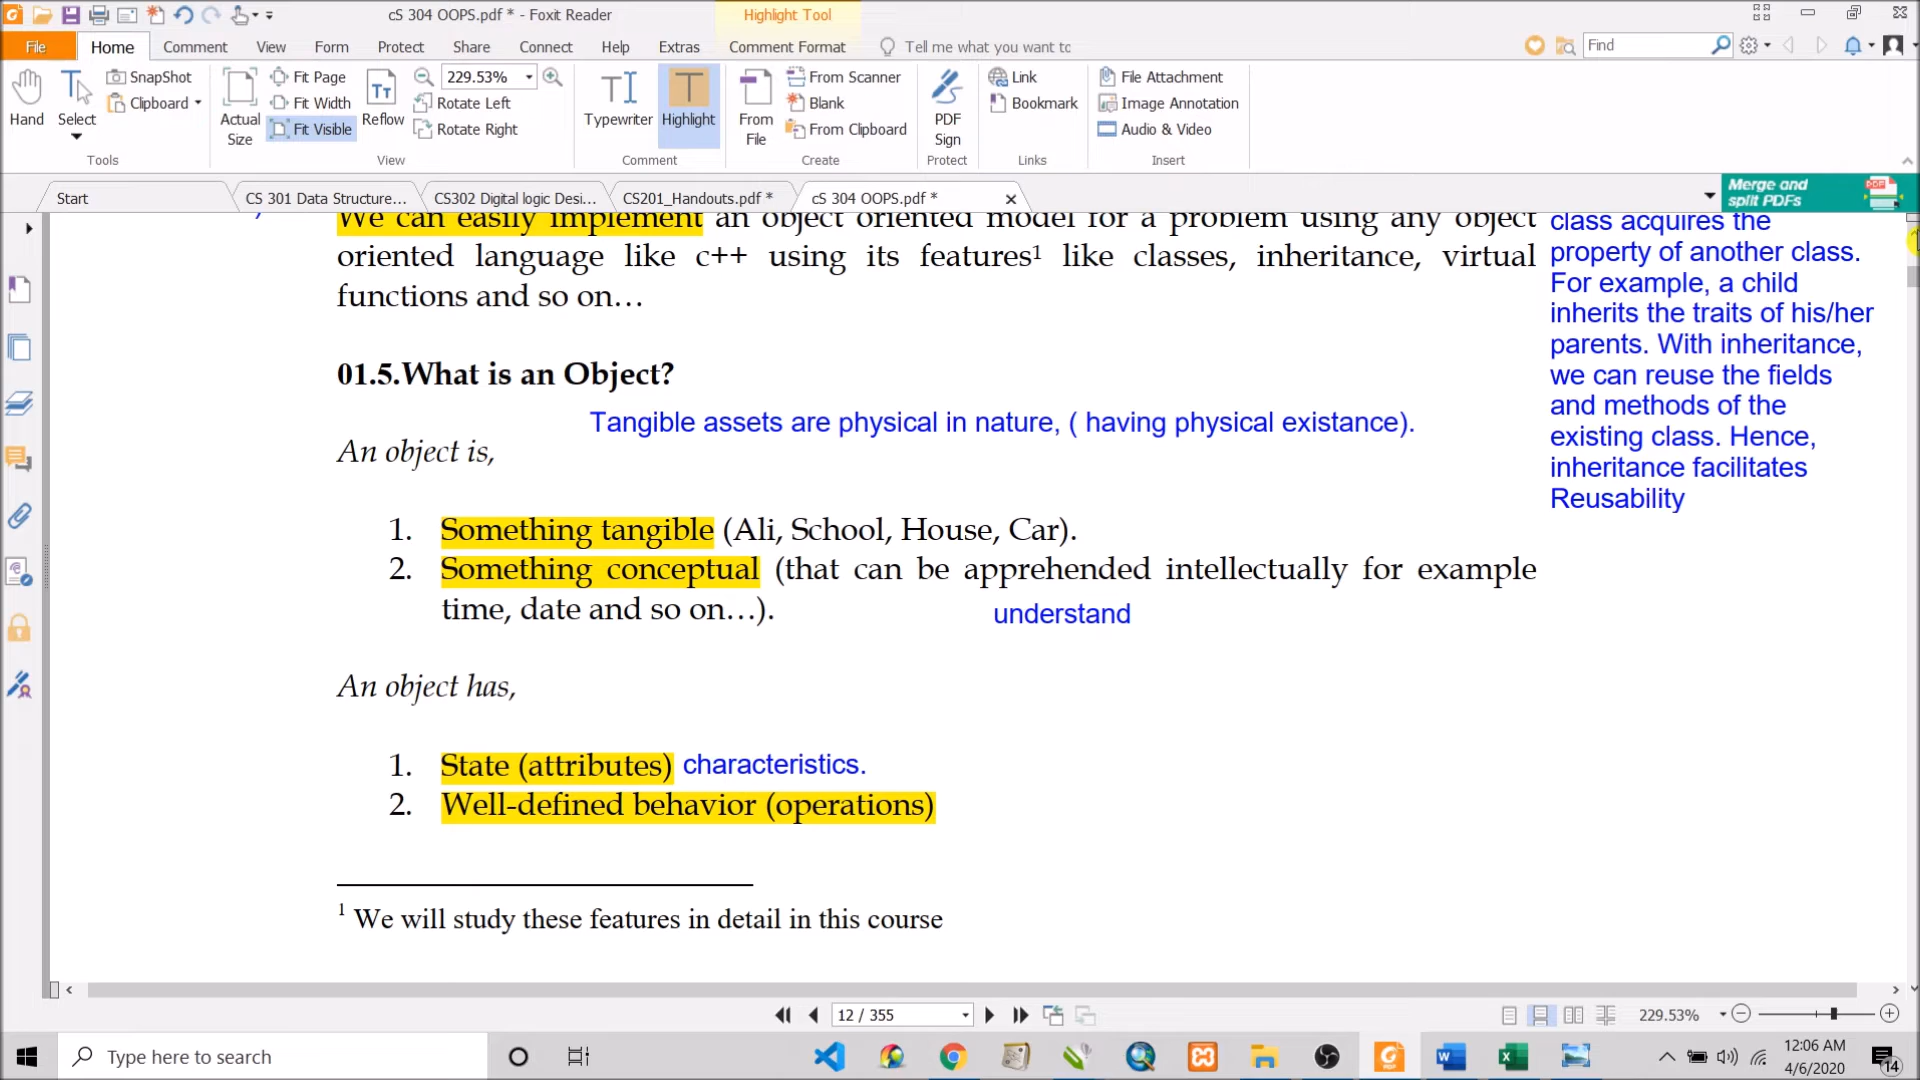 cS 304 OOPS.pdf * - Foxit Reader
Highlight Tool
File
Home
Comment
View
Form
Protect
Share
Connect
Help
Extras
Comment Format
Tell me what you want to
Find
Hand
Select
SnapShot
Clipboard
Tools
Actual
Size
Fit Page
Fit Width
Fit Visible
Reflow
229.53%
Rotate Left
Rotate Right
View
Typewriter
Highlight
Comment
From
File
From Scanner
Blank
From Clipboard
Create
PDF
Sign
Protect
Link
Bookmark
Links
File Attachment
Image Annotation
Audio & Video
Insert
Start
CS 301 Data Structure...
CS302 Digital logic Desi...
CS201_Handouts.pdf *
cS 304 OOPS.pdf *
Merge and
split PDFs
We can easily implement an object oriented model for a problem using any object
oriented language like c++ using its features1 like classes, inheritance, virtual
functions and so on…
01.5.What is an Object?
Tangible assets are physical in nature, ( having physical existance).
An object is,
1. Something tangible (Ali, School, House, Car).
2. Something conceptual (that can be apprehended intellectually for example
time, date and so on…).
understand
An object has,
1. State (attributes) characteristics.
2. Well-defined behavior (operations)
1 We will study these features in detail in this course
class acquires the
property of another class.
For example, a child
inherits the traits of his/her
parents. With inheritance,
we can reuse the fields
and methods of the
existing class. Hence,
inheritance facilitates
Reusability
12 / 355
229.53%
Type here to search
12:06 AM
4/6/2020
14